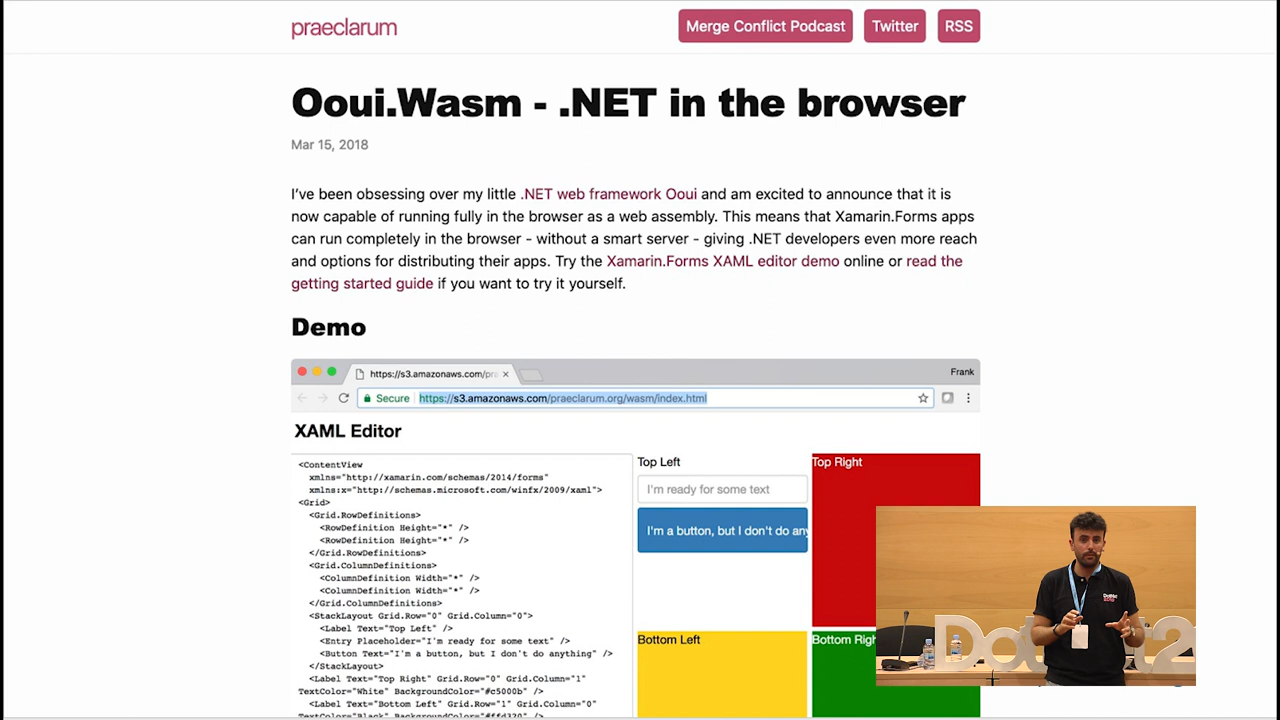 praeclarum
Merge Conflict Podcast
Twitter
RSS
Ooui.Wasm - .NET in the browser
Mar 15, 2018
I've been obsessing over my little .NET web framework Ooui and am excited to announce that it is
now capable of running fully in the browser as a web assembly. This means that Xamarin.Forms apps
can run completely in the browser - without a smart server - giving .NET developers even more reach
and options for distributing their apps. Try the Xamarin.Forms XAML editor demo online or read the
getting started guide if you want to try it yourself.
Demo
https://s3.amazonaws.com/pra
Frank
Secure
https://s3.amazonaws.com/praeclarum.org/wasm/index.html
XAML Editor
<ContentView
xmlns="http://xamarin.com/schemas/2014/forms"
xmlns:x="http://schemas.microsoft.com/winfx/2009/xaml">
<Grid>
<Grid.RowDefinitions>
<RowDefinition Height="*" />
<RowDefinition Height="*" />
</Grid.RowDefinitions>
<Grid.ColumnDefinitions>
<ColumnDefinition Width="*" />
<ColumnDefinition Width="*" />
</Grid.ColumnDefinitions>
<StackLayout Grid.Row="0" Grid.Column="0">
<Label Text="Top Left" />
<Entry Placeholder="I'm ready for some text" />
<Button Text="I'm a button, but I don't do anything" />
</StackLayout>
<Label Text="Top Right" Grid.Row="0" Grid.Column="1"
TextColor="White" BackgroundColor="#c5000b" />
<Label Text="Bottom Left" Grid.Row="1" Grid.Column="0"
TextColor="Black" BackgroundColor="#ffd320" />
Top Left
I'm ready for some text
I'm a button, but I don't do any
Top Right
Bottom Left
Bottom Righ